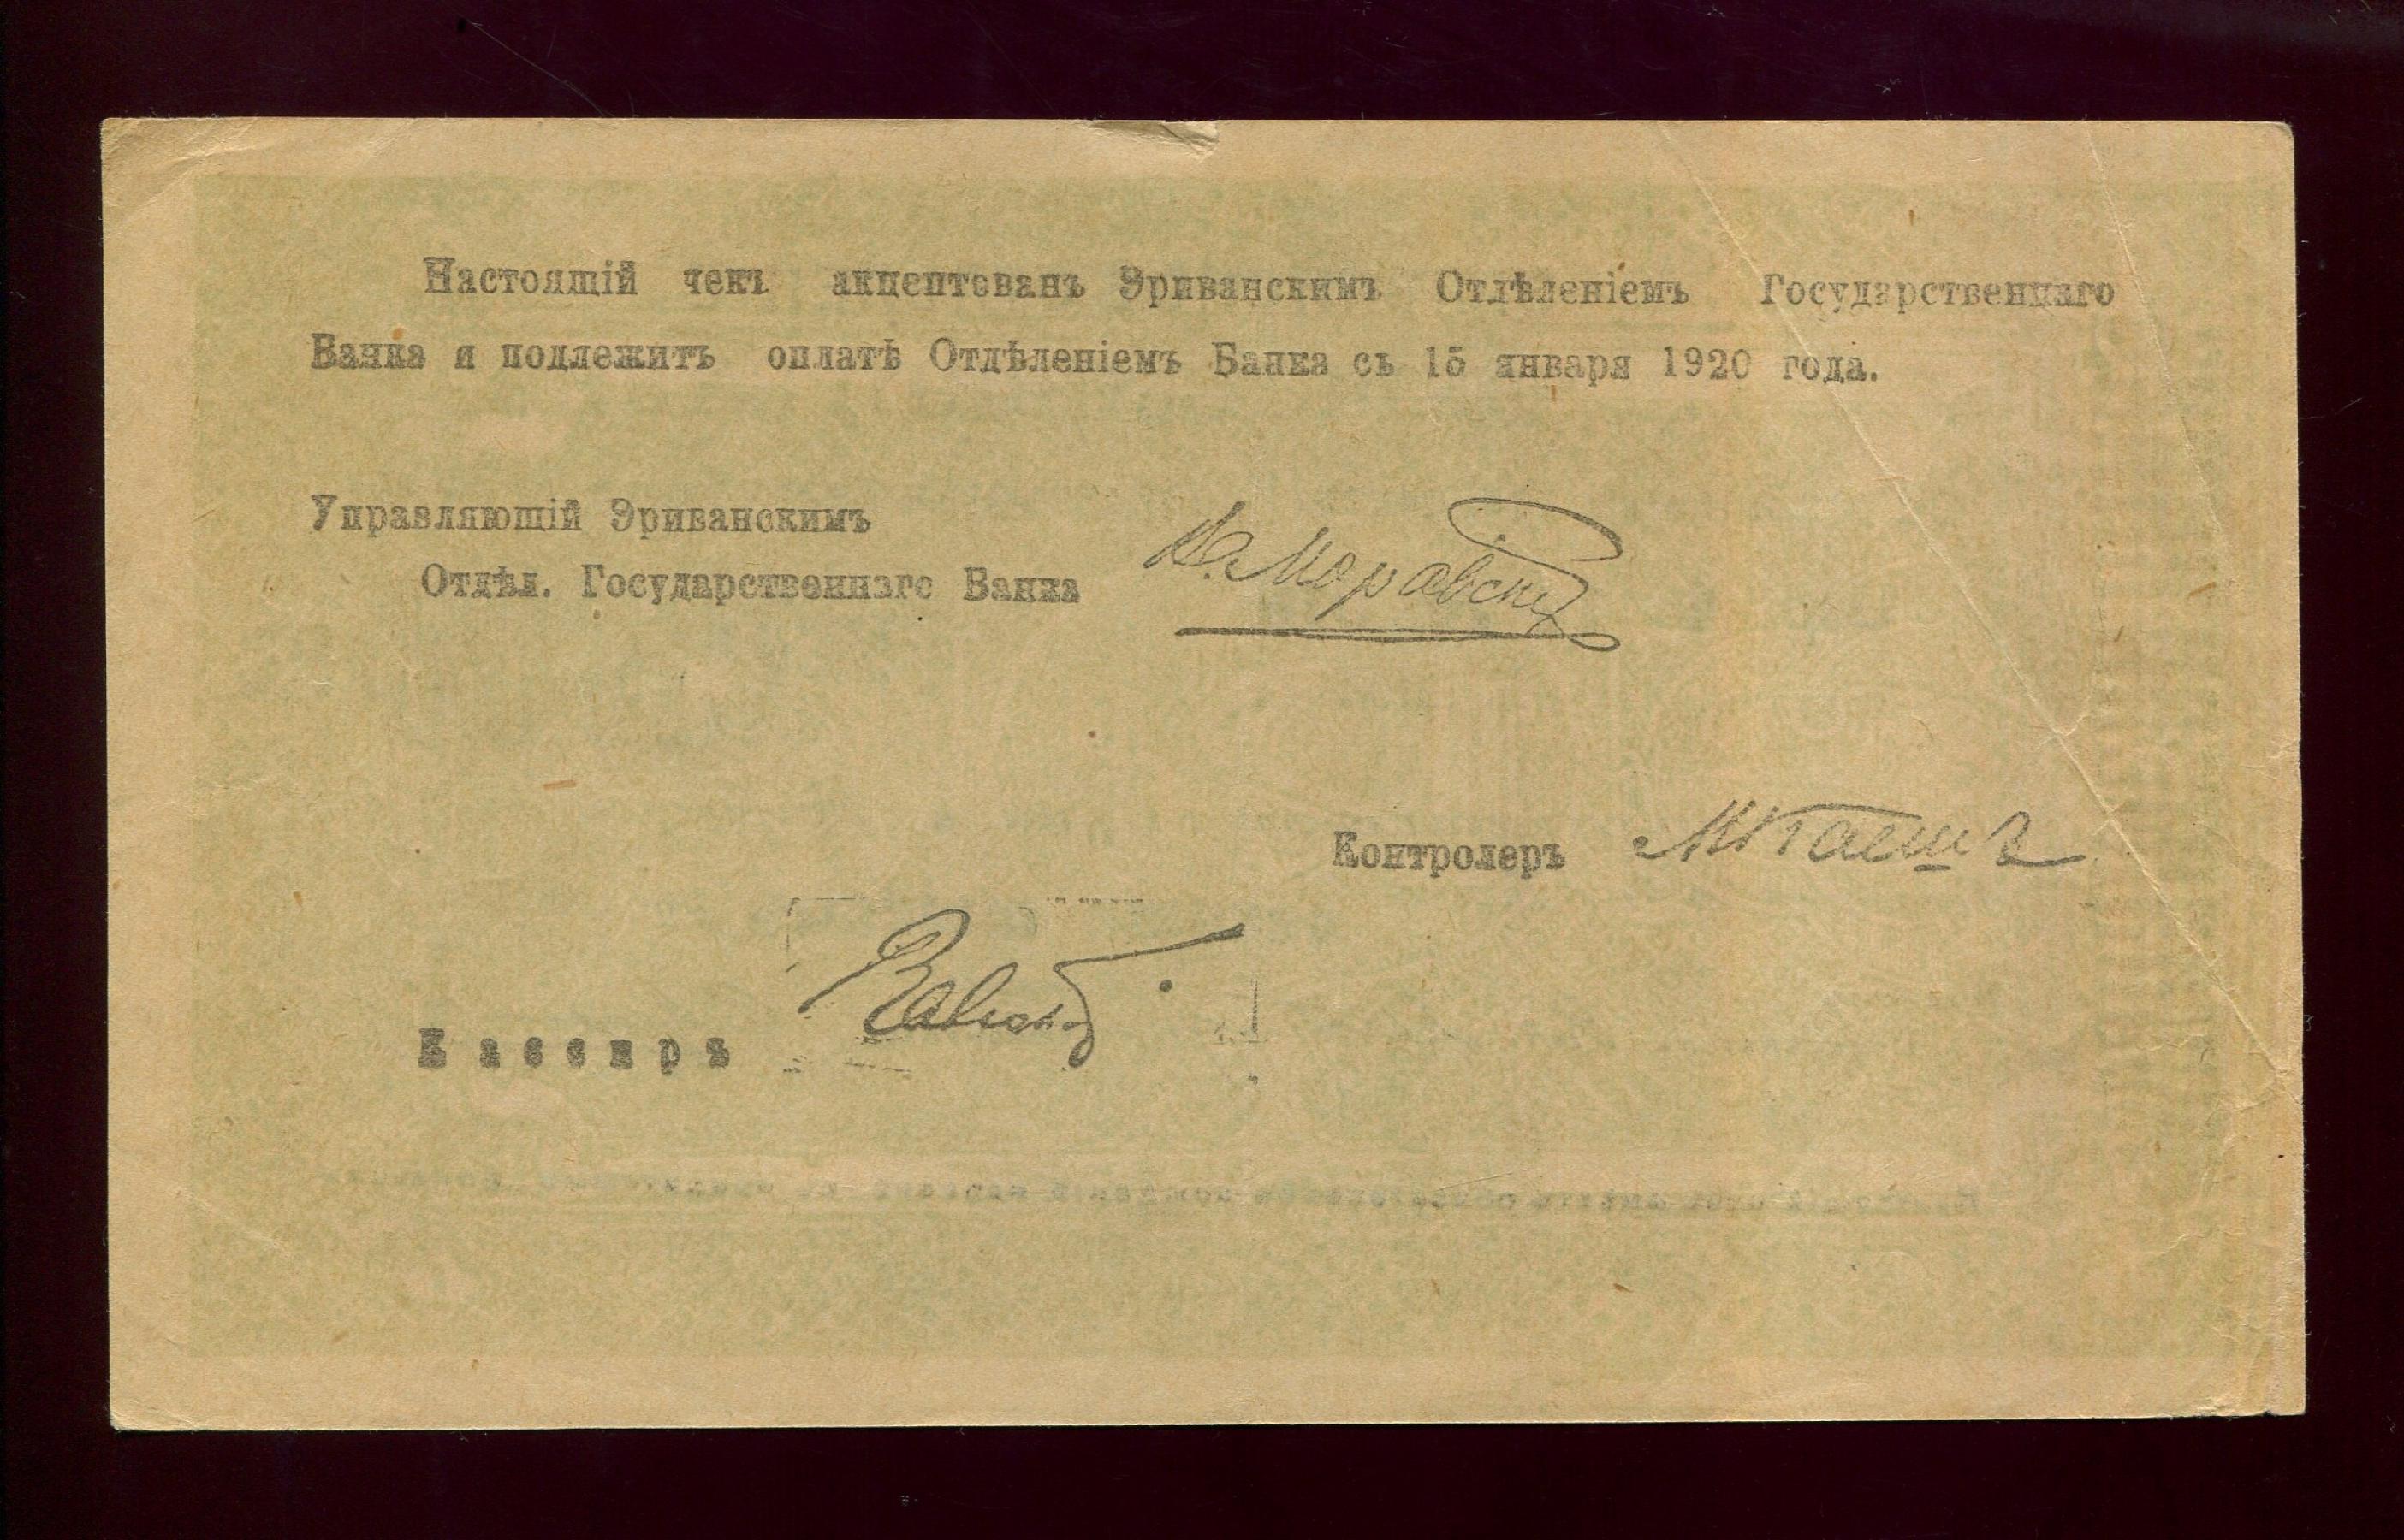 Настоящій чекъ акцептованъ Эриванскимъ Отдѣленіемъ Государственнаго
Банка и подлежитъ оплатѣ Отдѣленіемъ Банка съ 15 января 1920 года.
Управляющій Эриванскимъ
Отдѣл. Государственнаго Банка
Контролеръ
Кассиръ